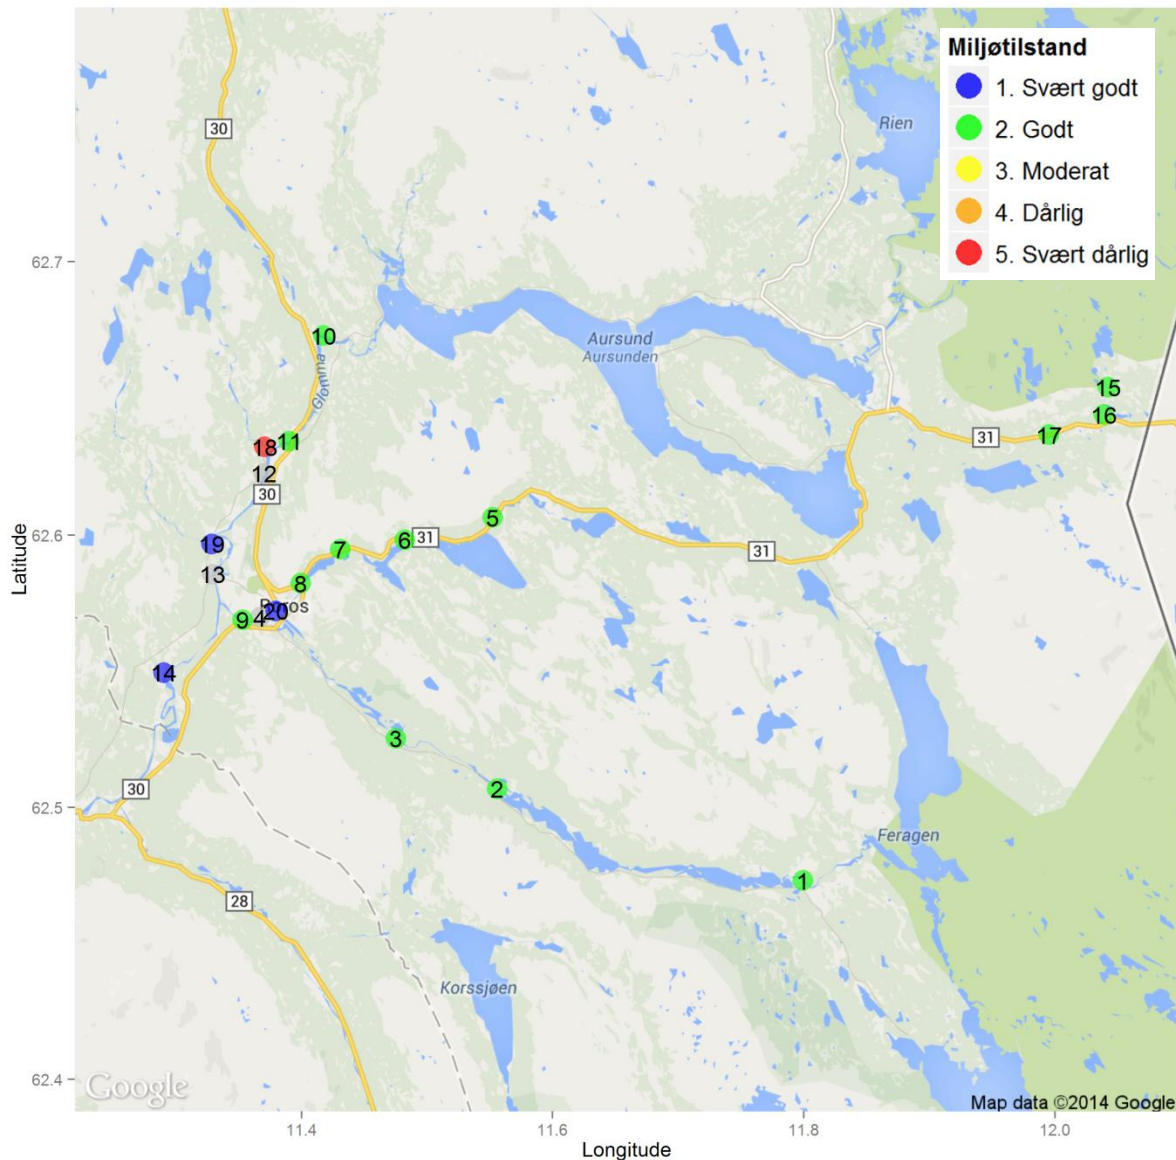 Miljøtilstand
1. Svært godt
2. Godt
3. Moderat
4. Dårlig
5. Svært dårlig
Rien
30
62.7
Aursund
Aursunden
10
Glomma
15
16
17
31
11
18
12
30
5
6
31
31
19
7
62.6
13
8
Røros
20
4
9
14
3
2
30
62.5
Feragen
1
28
Korssjøen
62.4
Google
Map data ©2014 Google
11.4
11.6
11.8
12.0
Longitude
Latitude